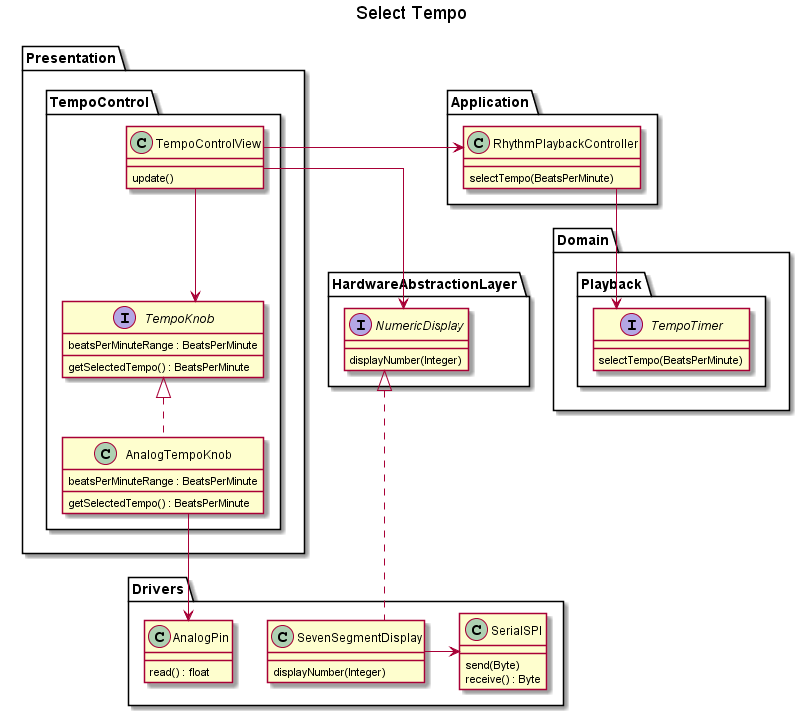 Select Tempo
Presentation
TempoControl
C TempoControlView
update()
I TempoKnob
beatsPerMinuteRange : BeatsPerMinute
getSelectedTempo() : BeatsPerMinute
C AnalogTempoKnob
beatsPerMinuteRange : BeatsPerMinute
getSelectedTempo() : BeatsPerMinute
Application
C RhythmPlaybackController
selectTempo(BeatsPerMinute)
HardwareAbstractionLayer
I NumericDisplay
displayNumber(Integer)
Domain
Playback
I TempoTimer
selectTempo(BeatsPerMinute)
Drivers
C AnalogPin
read() : float
C SevenSegmentDisplay
displayNumber(Integer)
C SerialSPI
send(Byte)
receive() : Byte